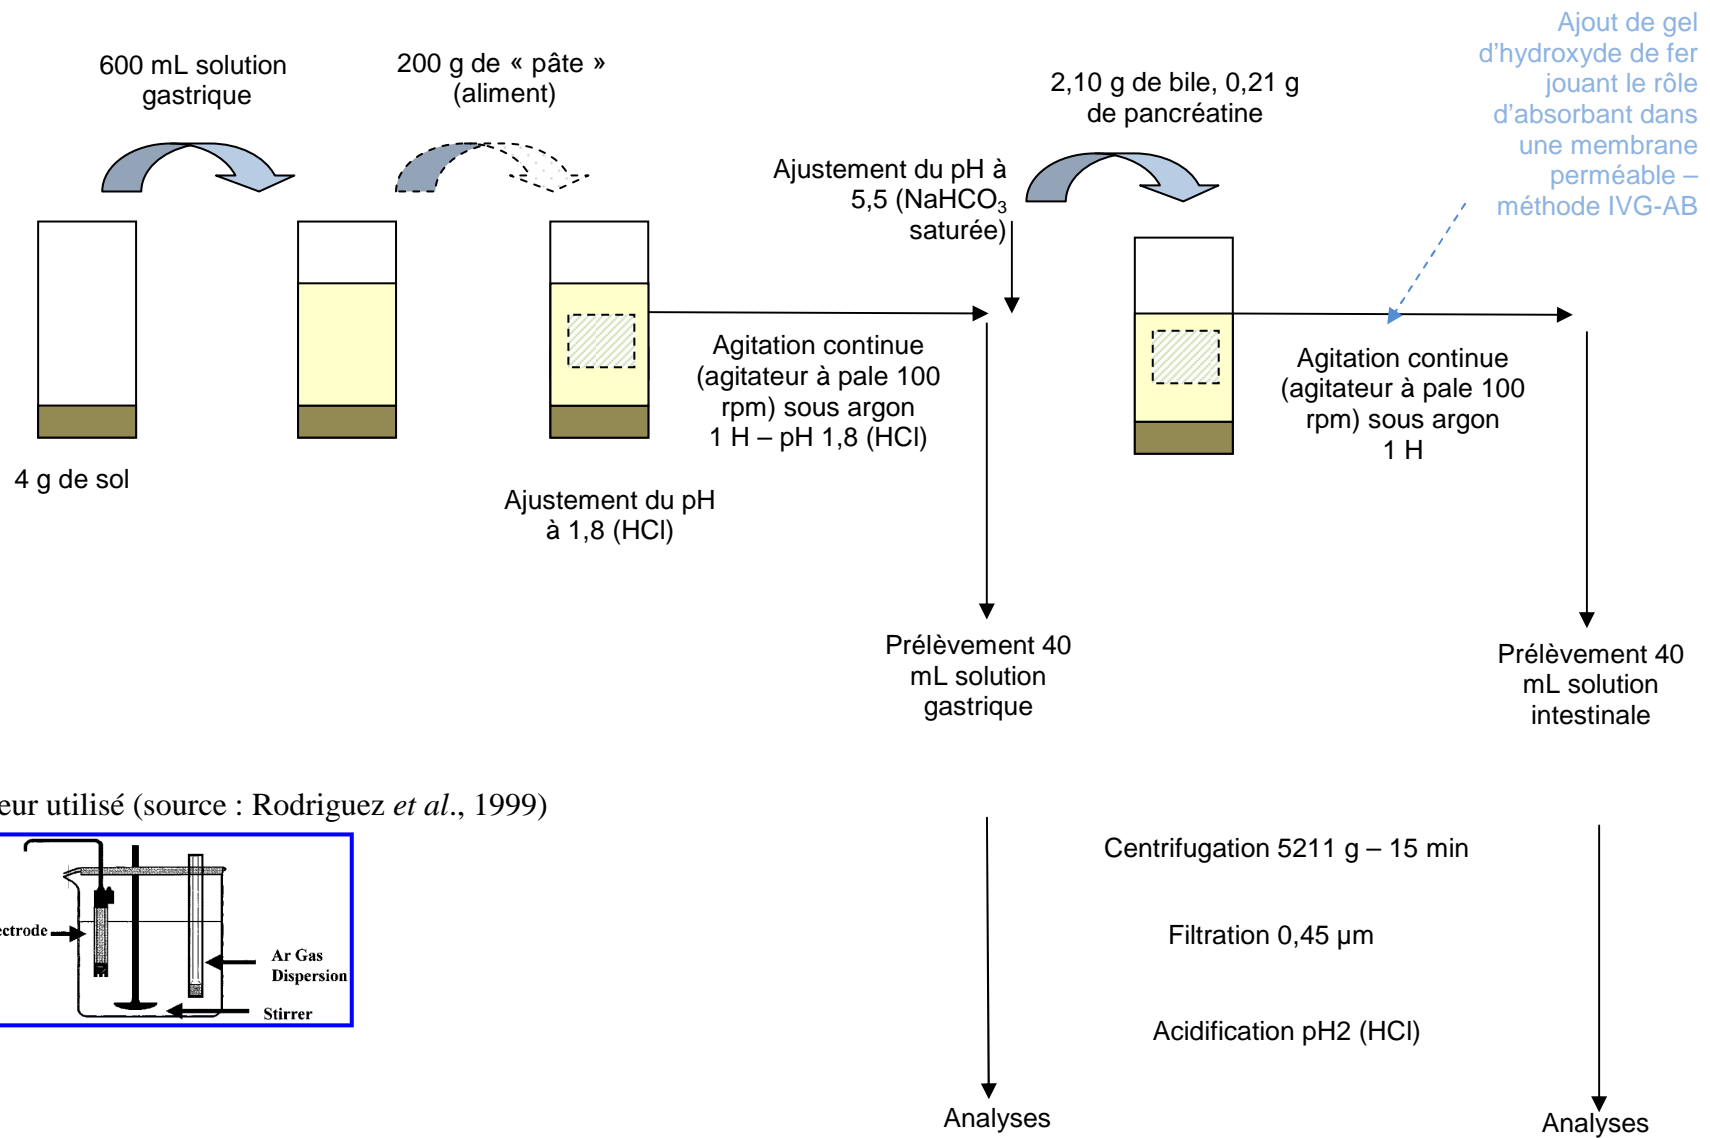 600 mL solution
gastrique
200 g de « pâte »
(aliment)
2,10 g de bile, 0,21 g
de pancréatine
Ajout de gel
d'hydroxyde de fer
jouant le rôle
d'absorbant dans
une membrane
perméable –
méthode IVG-AB
Ajustement du pH à
5,5 (NaHCO₃
saturée)
4 g de sol
Ajustement du pH
à 1,8 (HCl)
Agitation continue
(agitateur à pale 100
rpm) sous argon
1 H – pH 1,8 (HCl)
Agitation continue
(agitateur à pale 100
rpm) sous argon
1 H
Prélèvement 40
mL solution
gastrique
Prélèvement 40
mL solution
intestinale
eur utilisé (source : Rodriguez et al., 1999)
ectrode
Ar Gas
Dispersion
Stirrer
Centrifugation 5211 g – 15 min
Filtration 0,45 µm
Acidification pH2 (HCl)
Analyses
Analyses